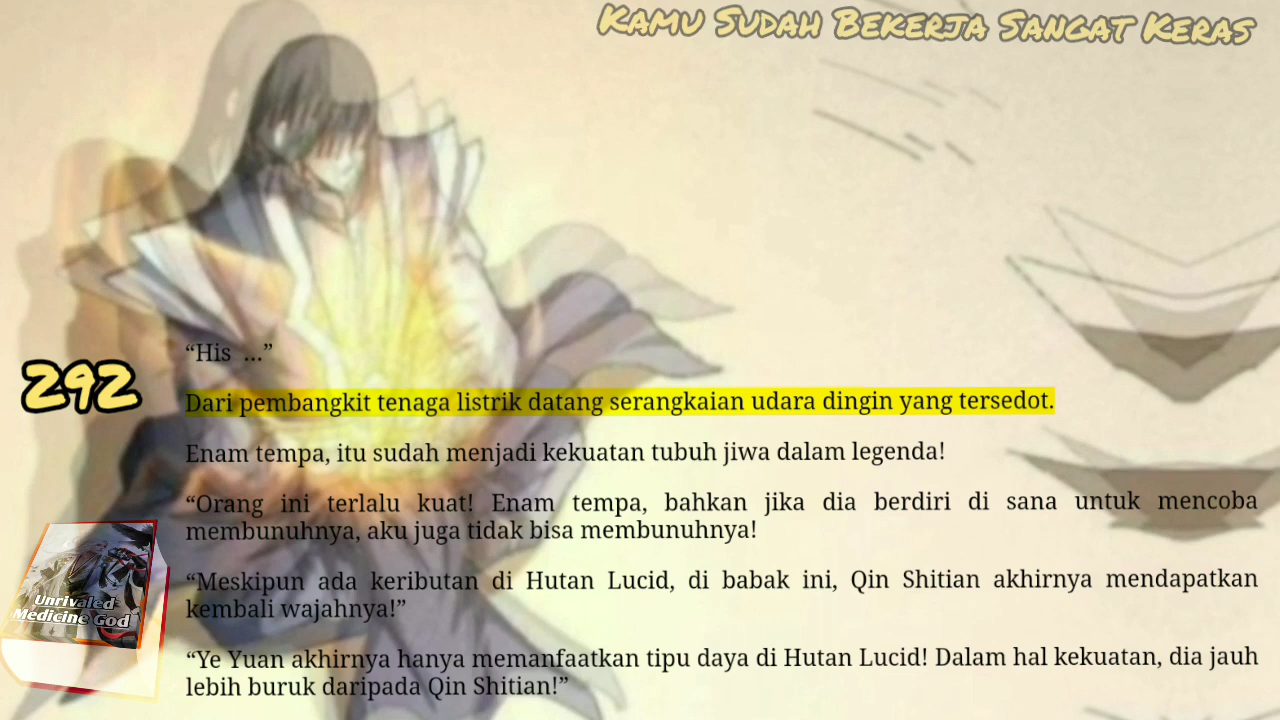 Kamu Sudah Bekerja Sangat Keras
292
“His ...”
Dari pembangkit tenaga listrik datang serangkaian udara dingin yang tersedot.
Enam tempa, itu sudah menjadi kekuatan tubuh jiwa dalam legenda!
“Orang ini terlalu kuat! Enam tempa, bahkan jika dia berdiri di sana untuk mencoba
membunuhnya, aku juga tidak bisa membunuhnya!
“Meskipun ada keributan di Hutan Lucid, di babak ini, Qin Shitian akhirnya mendapatkan
kembali wajahnya!”
“Ye Yuan akhirnya hanya memanfaatkan tipu daya di Hutan Lucid! Dalam hal kekuatan, dia jauh
lebih buruk daripada Qin Shitian!”
Unrivaled
Medicine God